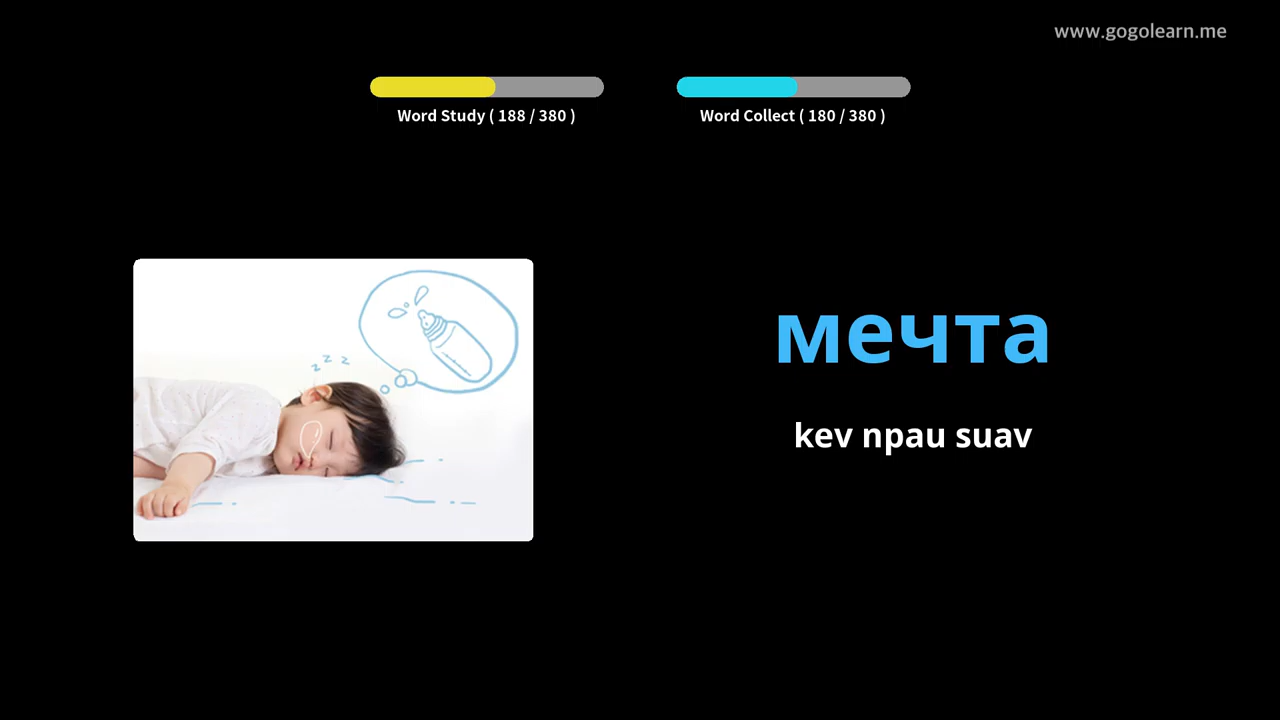 www.gogolearn.me
Word Study ( 188 / 380 )
Word Collect ( 180 / 380 )
z z z
мечта
kev npau suav